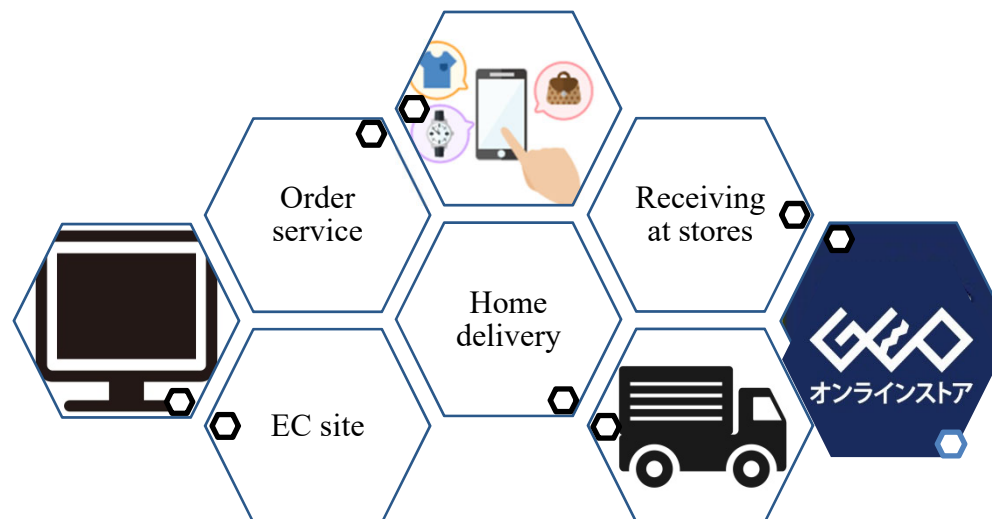 Order
service
Receiving
at stores
Home
delivery
EC site
GEO
オンラインストア